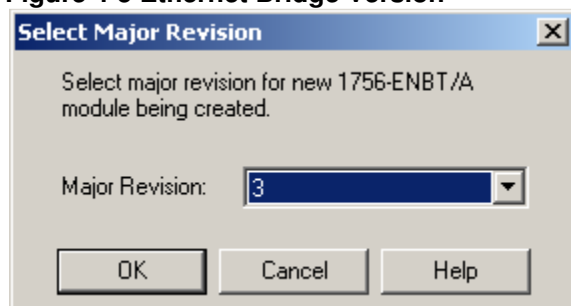 Figure 4-3 Ethernet Bridge Version
Select Major Revision
Select major revision for new 1756-ENBT/A
module being created.
Major Revision:
3
OK
Cancel
Help